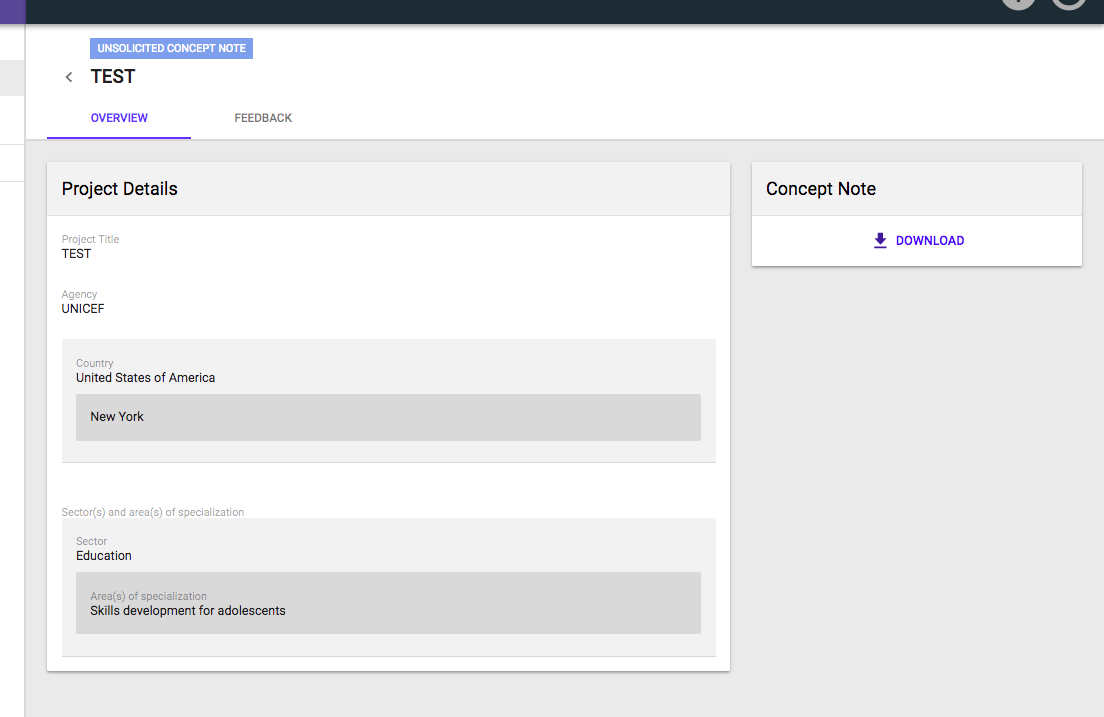 UNSOLICITED CONCEPT NOTE
TEST
OVERVIEW
FEEDBACK
Project Details
Project Title
TEST
Agency
UNICEF
Country
United States of America
New York
Sector(s) and area(s) of specialization
Sector
Education
Area(s) of specialization
Skills development for adolescents
Concept Note
DOWNLOAD